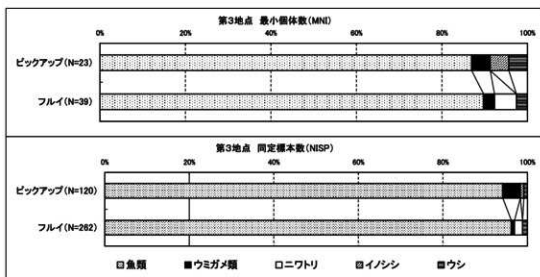 第3地点 最小個体数(MNI)
0% 20% 40% 60% 80% 100%
ピックアップ(N=23)
フルイ(N=39)
第3地点 同定標本数(NISP)
0% 20% 40% 60% 80% 100%
ピックアップ(N=120)
フルイ(N=262)
魚類 ウミガメ類 ニワトリ イノシシ ウシ